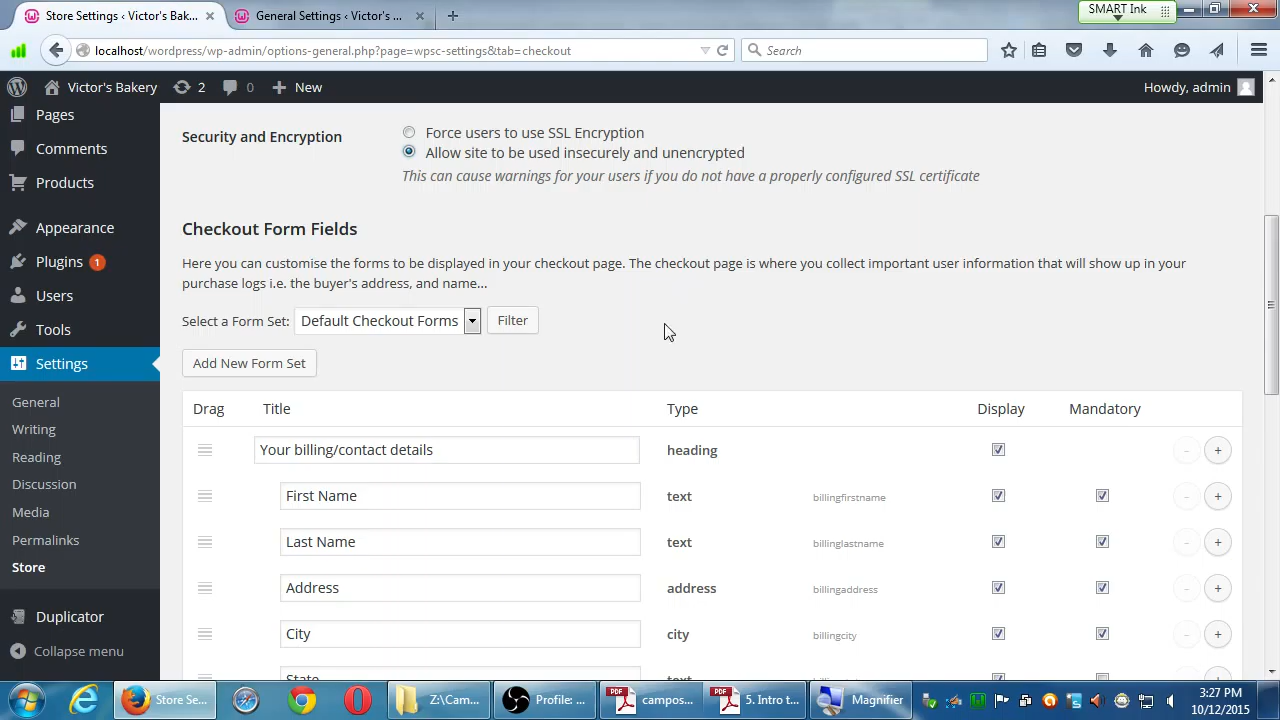 Store Settings ‹ Victor's Bak... ×
General Settings ‹ Victor's ... ×
SMART Ink
localhost/wordpress/wp-admin/options-general.php?page=wpsc-settings&tab=checkout
Search
Victor's Bakery
2
0
New
Howdy, admin
Pages
Comments
Products
Appearance
Plugins 1
Users
Tools
Settings
General
Writing
Reading
Discussion
Media
Permalinks
Store
Duplicator
Collapse menu
Security and Encryption
Force users to use SSL Encryption
Allow site to be used insecurely and unencrypted
This can cause warnings for your users if you do not have a properly configured SSL certificate
Checkout Form Fields
Here you can customise the forms to be displayed in your checkout page. The checkout page is where you collect important user information that will show up in your
purchase logs i.e. the buyer's address, and name...
Select a Form Set: Default Checkout Forms Filter
Add New Form Set
Drag Title Type Display Mandatory
Your billing/contact details heading - +
First Name text billingfirstname - +
Last Name text billinglastname - +
Address address billingaddress - +
City city billingcity - +
State text
Store Se...
Z:\Cam...
Profile: ...
campos...
5. Intro t...
Magnifier
3:27 PM
10/12/2015